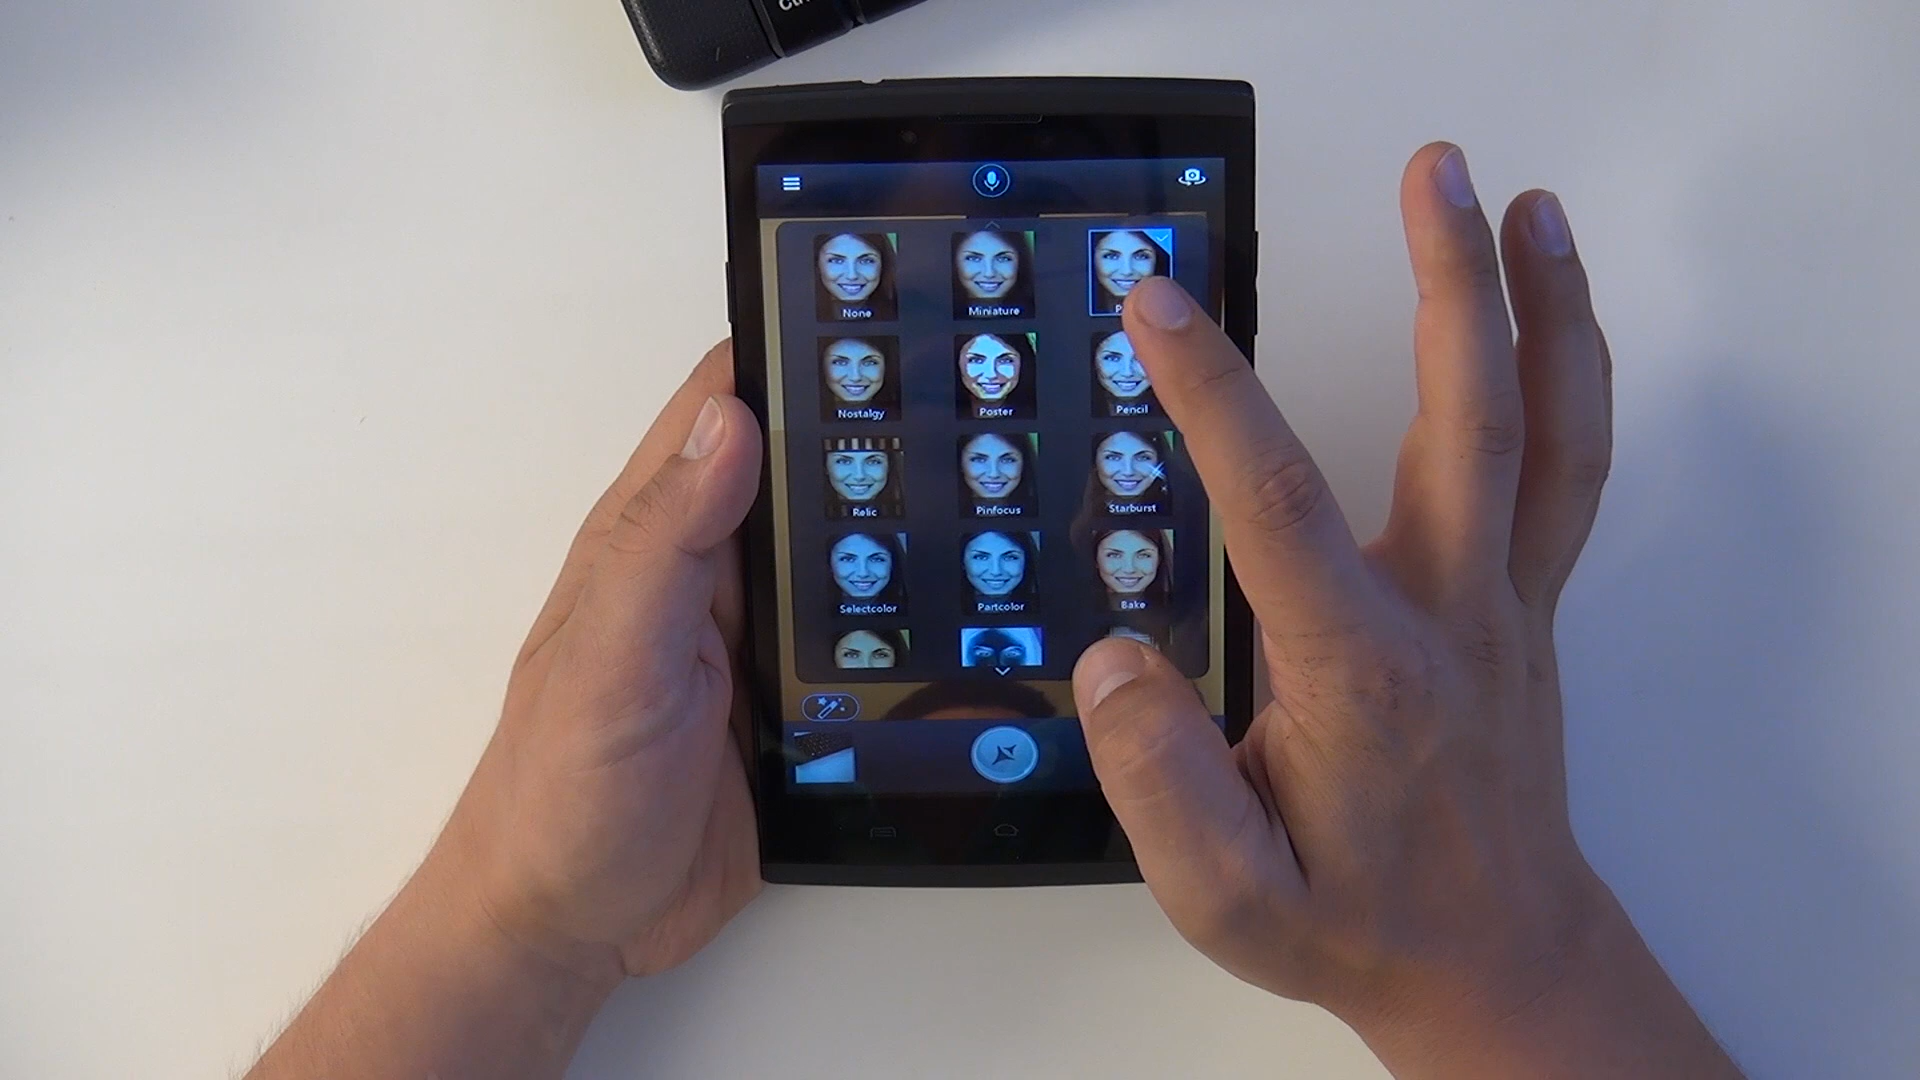 None
Miniature
Nostalgy
Poster
Pencil
Relic
Pinfocus
Starburst
Selectcolor
Partcolor
Bake